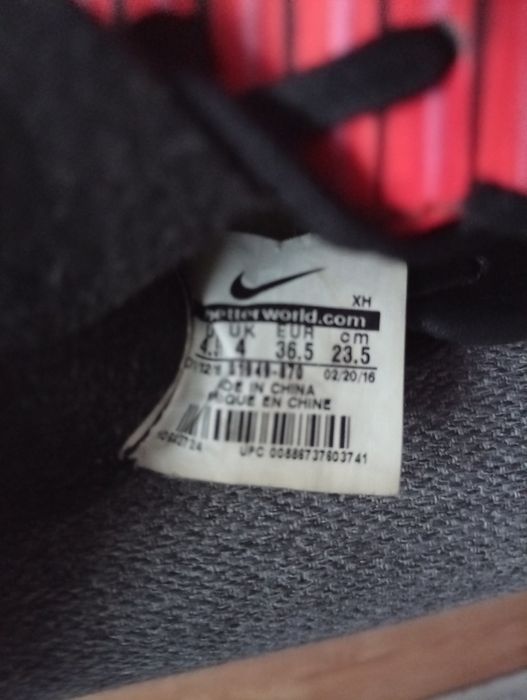 XH
betterworld.com
UK EUR cm
4 36.5 23.5
02/20/16
IN CHINA
EN CHINE
UPC 00886737603741